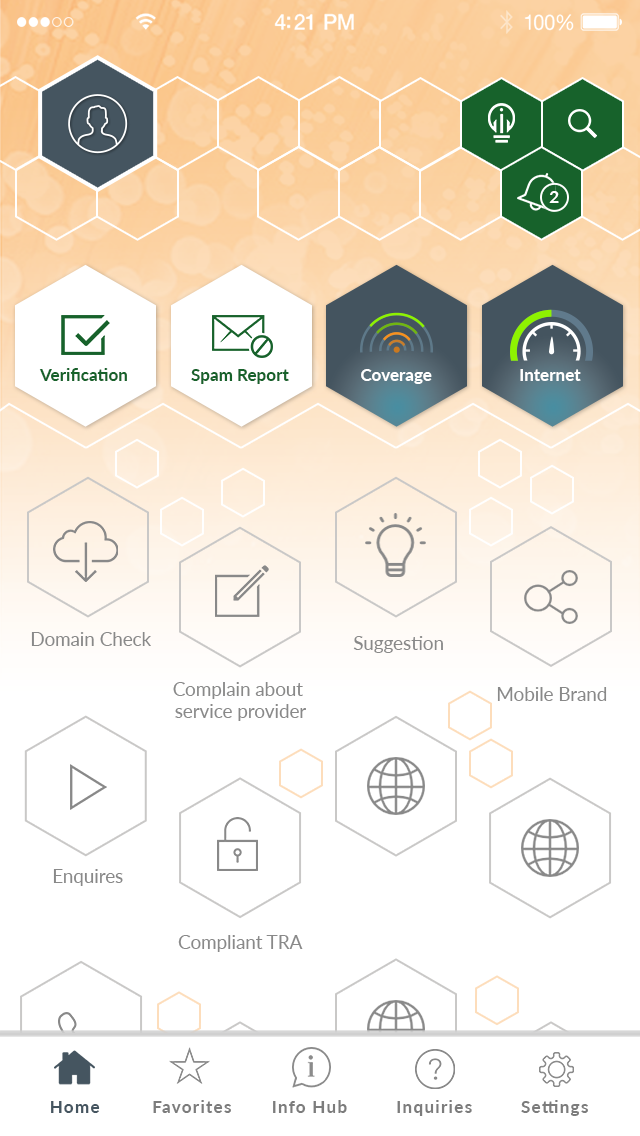 4:21 PM
100%
2
Verification
Spam Report
Coverage
Internet
Domain Check
Suggestion
Complain about
service provider
Mobile Brand
Enquires
Compliant TRA
Home
Favorites
Info Hub
Inquiries
Settings